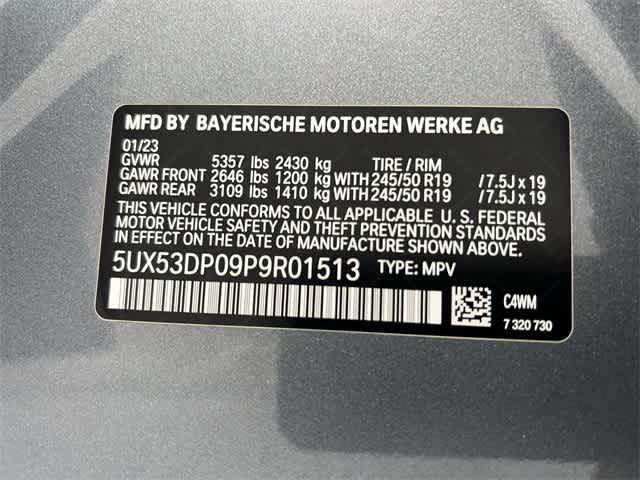 MFD BY BAYERISCHE MOTOREN WERKE AG
01/23
GVWR 5357 lbs 2430 kg TIRE / RIM
GAWR FRONT 2646 lbs 1200 kg WITH 245/50 R19 / 7.5J x 19
GAWR REAR 3109 lbs 1410 kg WITH 245/50 R19 / 7.5J x 19
THIS VEHICLE CONFORMS TO ALL APPLICABLE U. S. FEDERAL
MOTOR VEHICLE SAFETY AND THEFT PREVENTION STANDARDS
IN EFFECT ON THE DATE OF MANUFACTURE SHOWN ABOVE.
5UX53DP09P9R01513 TYPE: MPV
C4WM
7 320 730